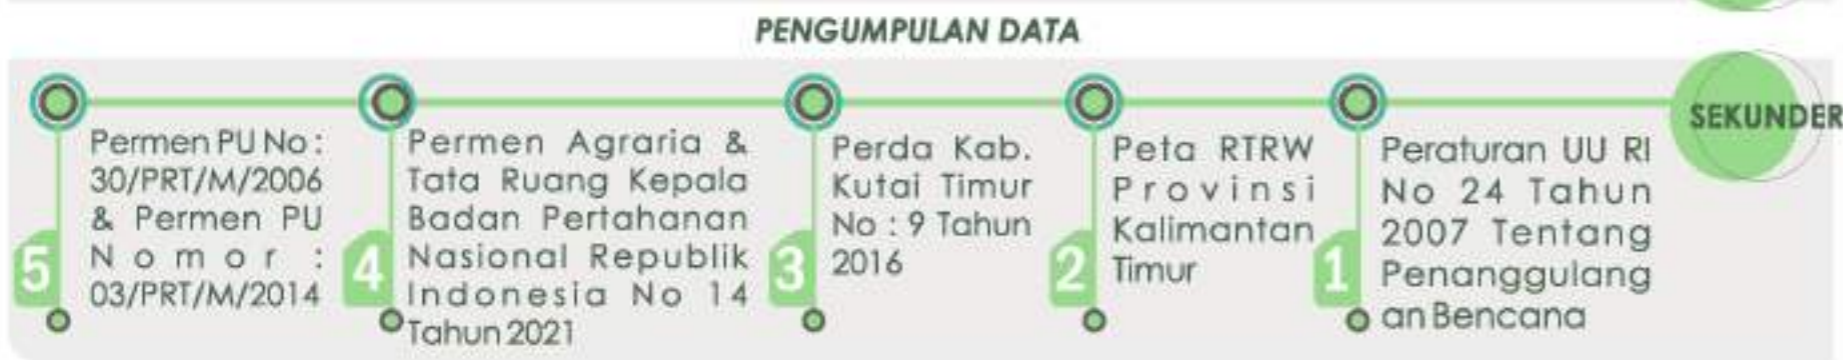 PENGUMPULAN DATA
SEKUNDER
1
Peraturan UU RI
No 24 Tahun
2007 Tentang
Penanggulang
an Bencana
2
Peta RTRW
Provinsi
Kalimantan
Timur
3
Perda Kab.
Kutai Timur
No : 9 Tahun
2016
4
Permen Agraria &
Tata Ruang Kepala
Badan Pertahanan
Nasional Republik
Indonesia No 14
Tahun 2021
5
Permen PU No :
30/PRT/M/2006
& Permen PU
Nomor :
03/PRT/M/2014